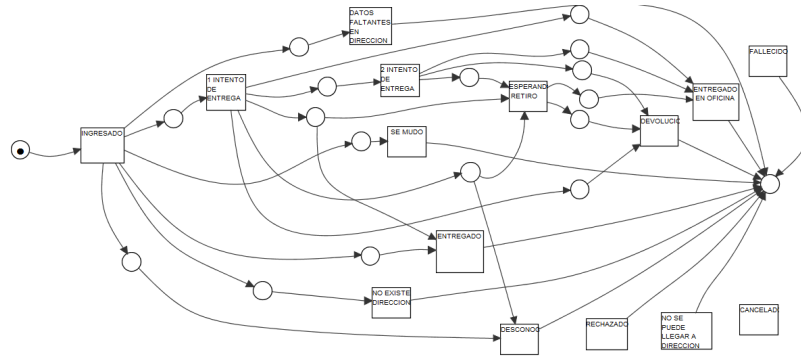 DATOS
FALTANTES
EN
DIRECCION
FALLECIDO
1 INTENTO
DE
ENTREGA
2 INTENTO
DE
ENTREGA
ESPERAND
RETIRO
ENTREGADO
EN OFICINA
INGRESADO
SE MUDO
DEVOLUCIC
ENTREGADO
NO EXISTE
DIRECCION
DESCONOC
RECHAZADO
NO SE
PUEDE
LLEGAR A
DIRECCION
CANCELAD